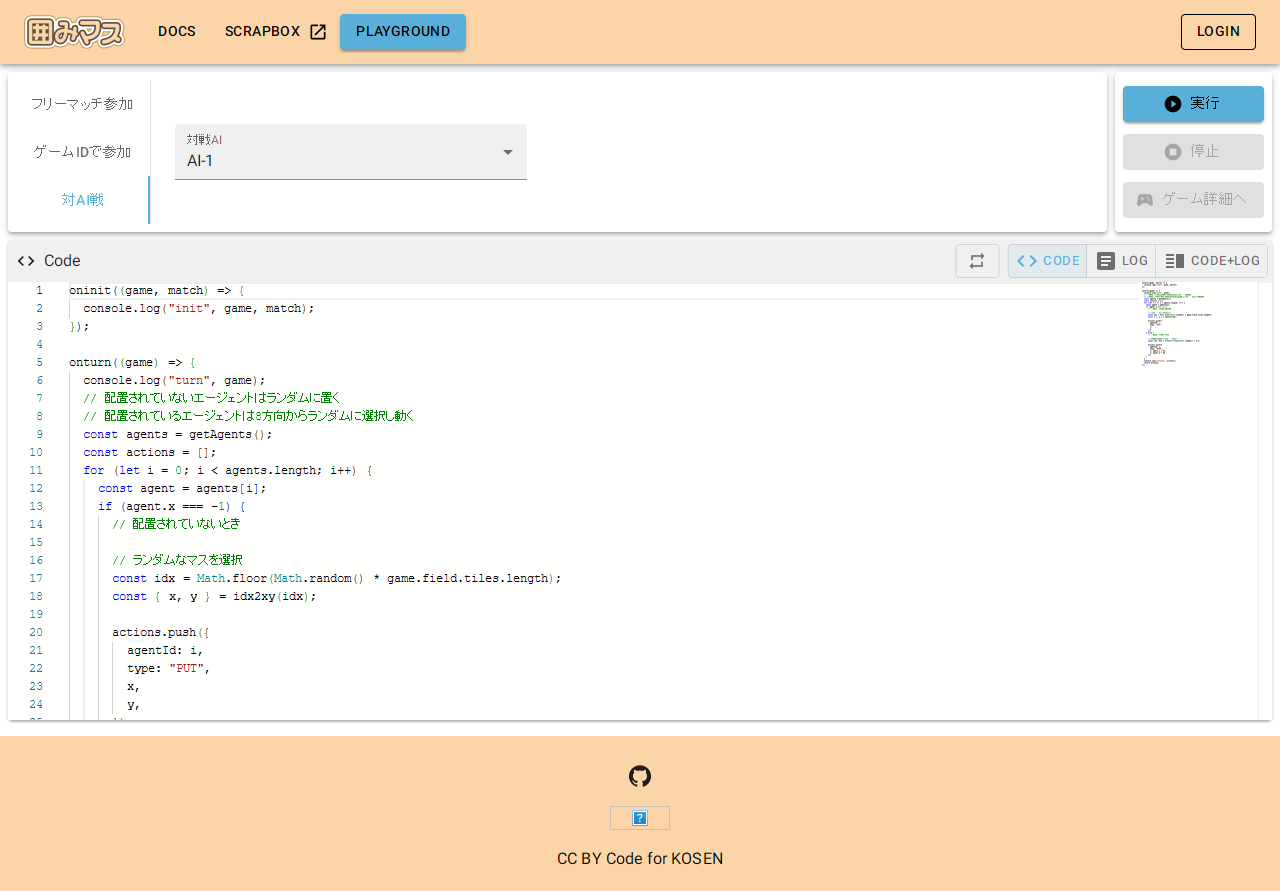 囲みマス
DOCS
SCRAPBOX
PLAYGROUND
LOGIN
フリーマッチ参加
ゲームIDで参加
対AI戦
対戦AI
AI-1
実行
停止
ゲーム詳細へ
Code
CODE
LOG
CODE+LOG
1 oninit((game, match) => {
2 console.log("init", game, match);
3 });
4
5 onturn((game) => {
6 console.log("turn", game);
7 // 配置されていないエージェントはランダムに置く
8 // 配置されているエージェントは8方向からランダムに選択し動く
9 const agents = getAgents();
10 const actions = [];
11 for (let i = 0; i < agents.length; i++) {
12 const agent = agents[i];
13 if (agent.x === -1) {
14 // 配置されていないとき
15
16 // ランダムなマスを選択
17 const idx = Math.floor(Math.random() * game.field.tiles.length);
18 const { x, y } = idx2xy(idx);
19
20 actions.push({
21 agentId: i,
22 type: "PUT",
23 x,
24 y,
CC BY Code for KOSEN